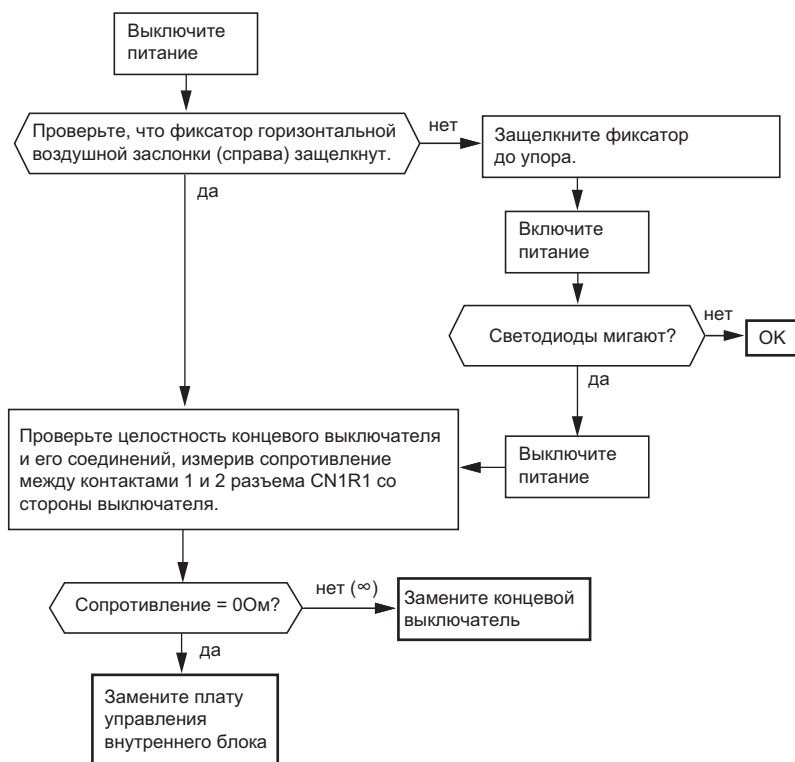 Выключите
питание
Проверьте, что фиксатор горизонтальной
воздушной заслонки (справа) защелкнут.
нет
Защелкните фиксатор
до упора.
да
Включите
питание
Светодиоды мигают?
нет
OK
да
Выключите
питание
Проверьте целостность концевого выключателя
и его соединений, измерив сопротивление
между контактами 1 и 2 разъема CN1R1 со
стороны выключателя.
Сопротивление = 0Ом?
нет (∞)
Замените концевой
выключатель
да
Замените плату
управления
внутреннего блока